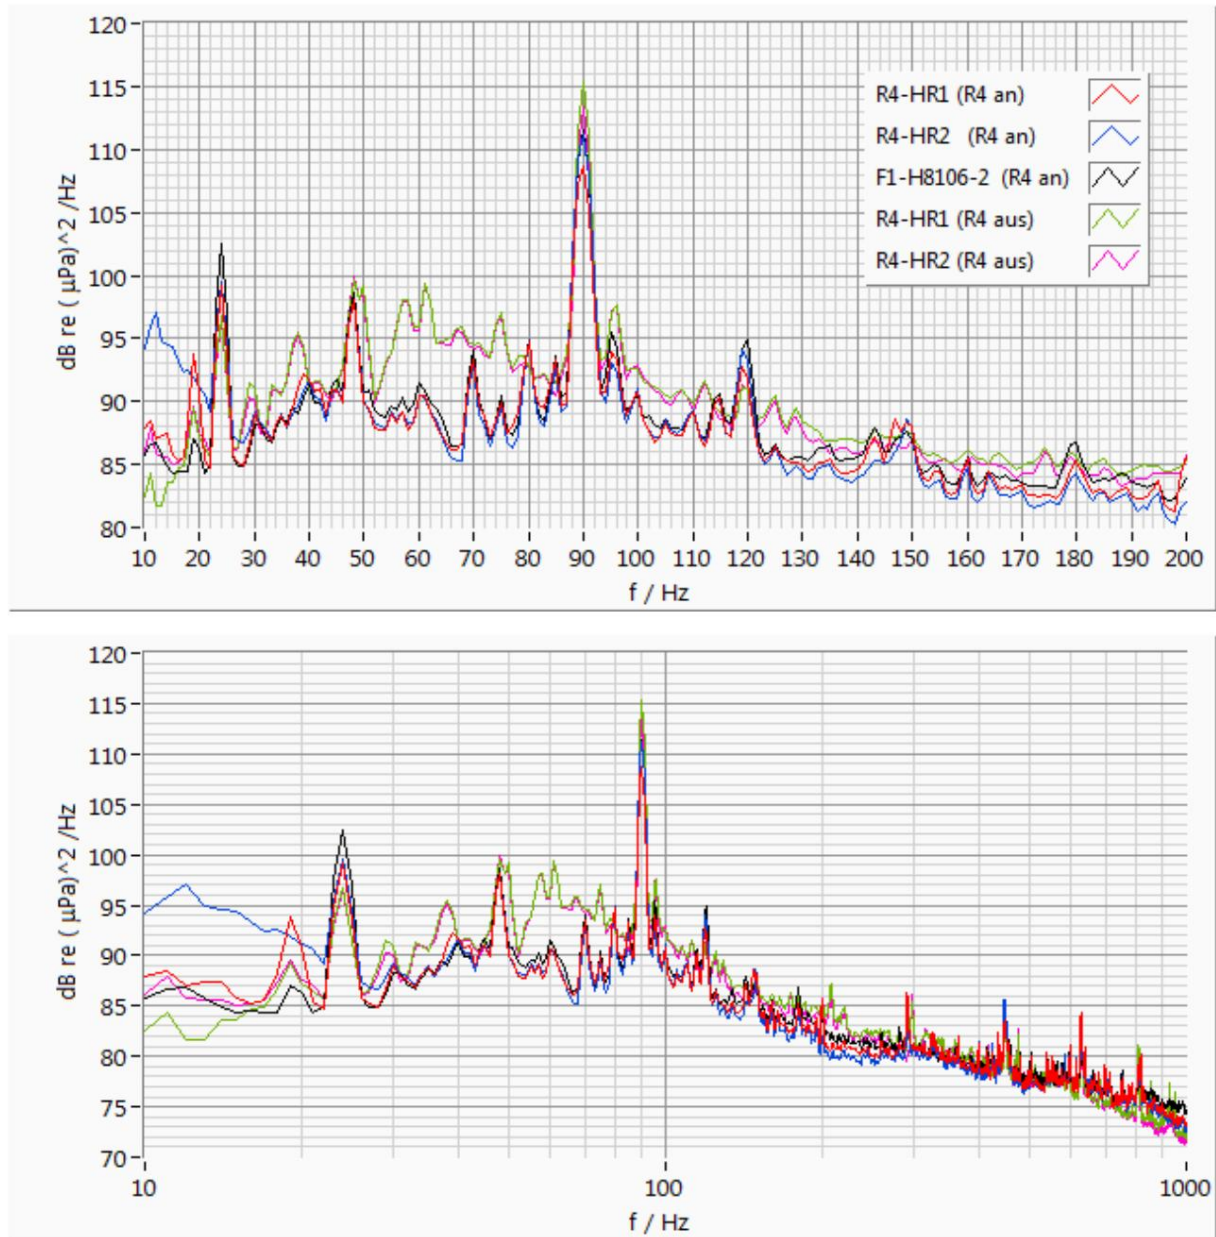 120
115
110
105
100
95
90
85
80
dB re ( µPa)^2 /Hz
R4-HR1 (R4 an)
R4-HR2 (R4 an)
F1-H8106-2 (R4 an)
R4-HR1 (R4 aus)
R4-HR2 (R4 aus)
10 20 30 40 50 60 70 80 90 100 110 120 130 140 150 160 170 180 190 200
f / Hz
120
115
110
105
100
95
90
85
80
75
70
dB re ( µPa)^2 /Hz
10 100 1000
f / Hz